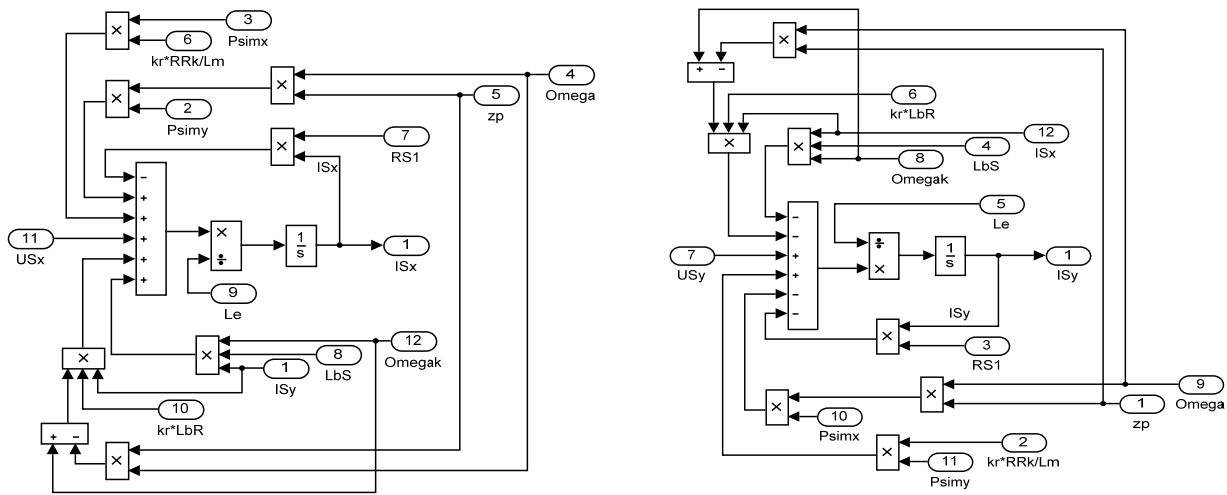 3
Psimx
6
kr*RRk/Lm
×
2
Psimy
×
×
4
Omega
5
zp
7
RS1
×
ISx
−
+
+
+
+
+
11
USx
×
÷
1
s
1
ISx
9
Le
12
Omegak
×
8
LbS
1
ISy
×
10
kr*LbR
+ −
×
×
+ −
6
kr*LbR
×
12
ISx
×
4
LbS
8
Omegak
5
Le
−
−
+
+
−
−
7
USy
÷
×
1
s
1
ISy
ISy
×
3
RS1
9
Omega
×
1
zp
×
10
Psimx
2
kr*RRk/Lm
×
11
Psimy